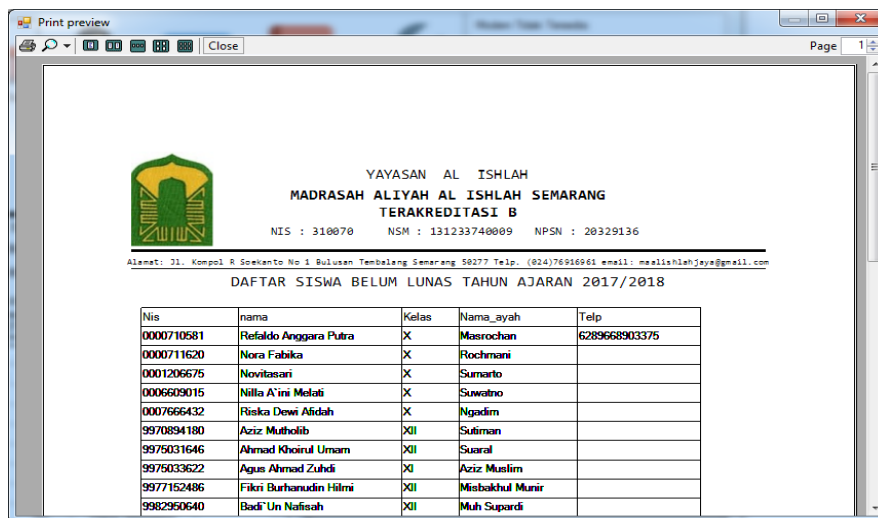 Print preview
Close
Page 1
YAYASAN AL ISHLAH
MADRASAH ALIYAH AL ISHLAH SEMARANG
TERAKREDITASI B
NIS : 310070 NSM : 131233740009 NPSN : 20329136
Alamat: Jl. Kompol R Soekanto No 1 Bulusan Tembalang Semarang 50277 Telp. (024)76916961 email: maalishlahjaya@gmail.com
DAFTAR SISWA BELUM LUNAS TAHUN AJARAN 2017/2018
Nis nama Kelas Nama_ayah Telp
0000710581 Refaldo Anggara Putra X Masrochan 6289668903375
0000711620 Nora Fabika X Rochmani
0001206675 Novitasari X Sumarto
0006609015 Nilla A`ini Melati X Suwatno
0007666432 Riska Dewi Afidah X Ngadim
9970894180 Aziz Mutholib XII Sutiman
9975031646 Ahmad Khoirul Umam XII Suaral
9975033622 Agus Ahmad Zuhdi XI Aziz Muslim
9977152486 Fikri Burhanudin Hilmi XII Misbakhul Munir
9982950640 Badi`Un Nafisah XII Muh Supardi